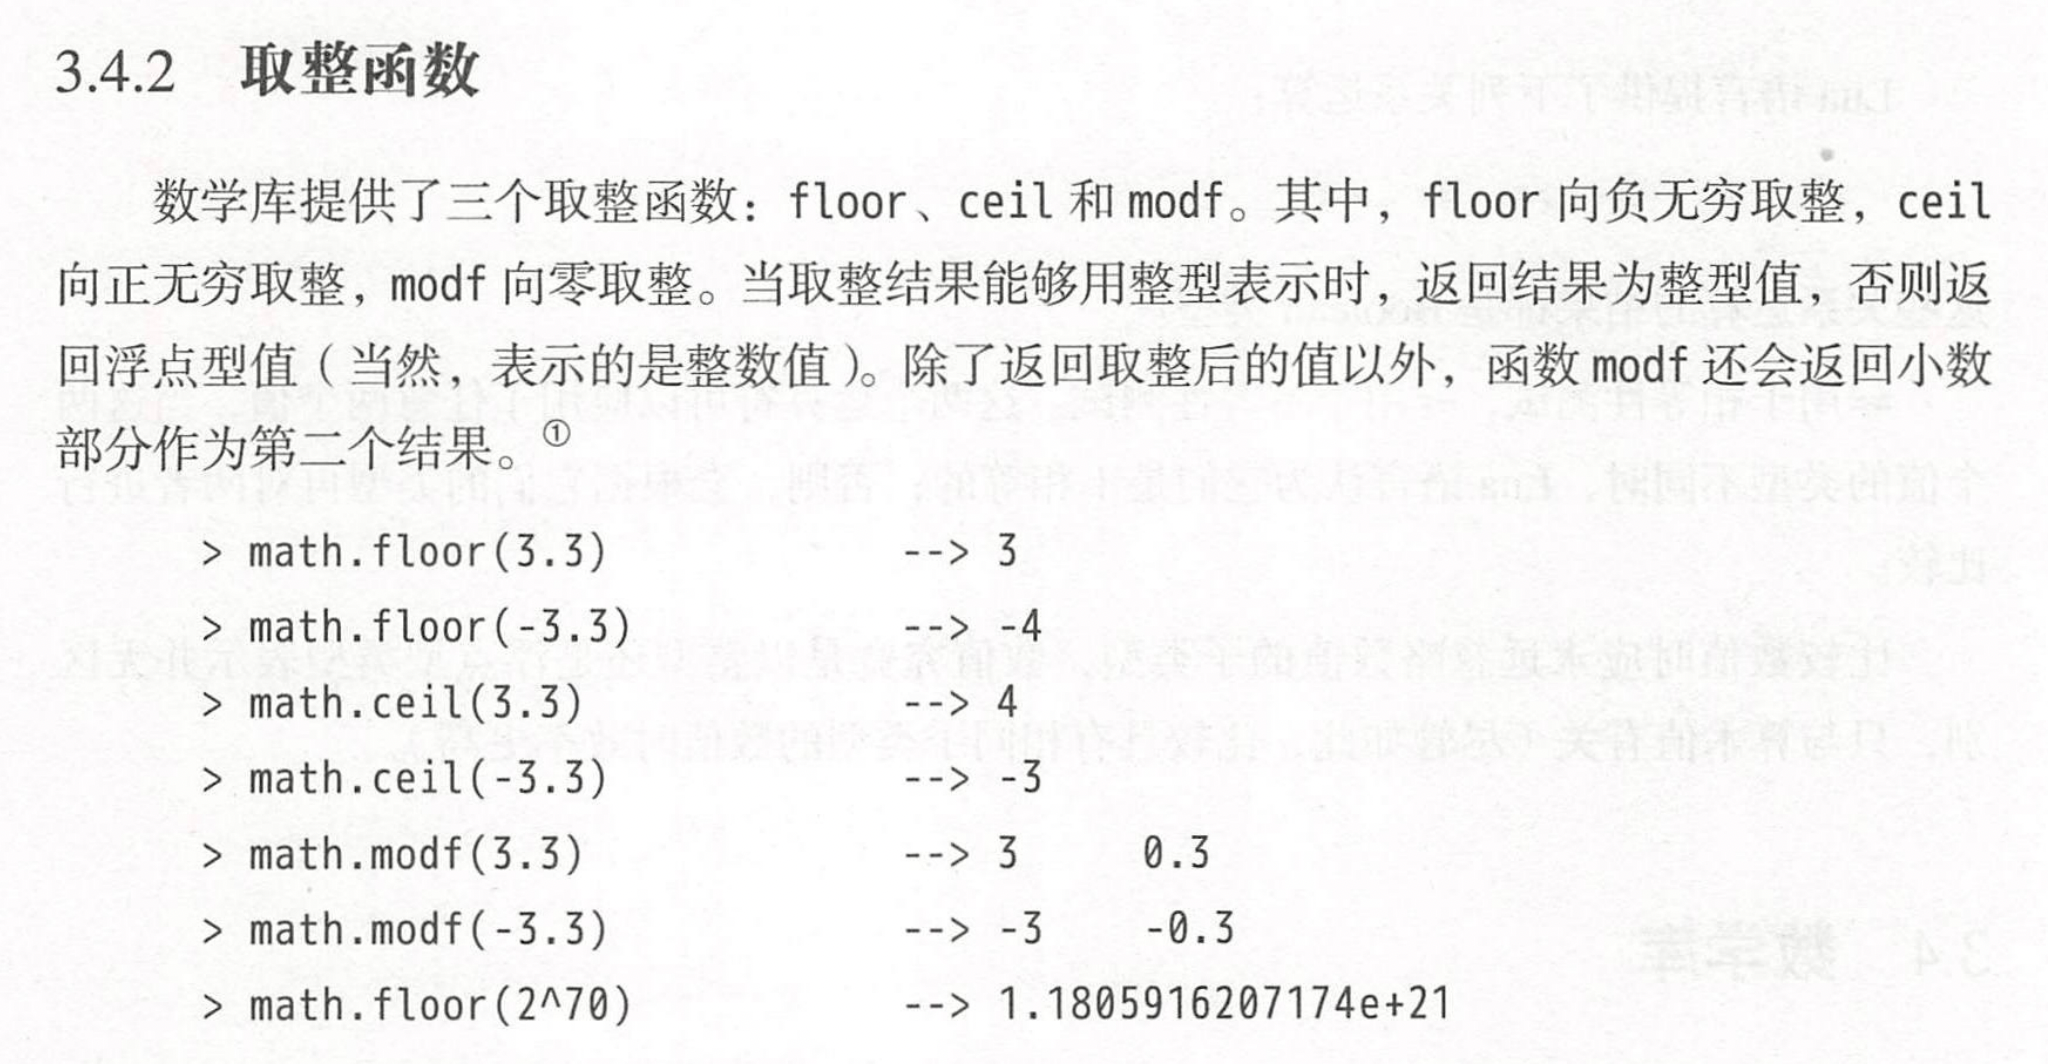 3.4.2 取整函数
数学库提供了三个取整函数：floor、ceil 和 modf。其中，floor 向负无穷取整，ceil
向正无穷取整，modf 向零取整。当取整结果能够用整型表示时，返回结果为整型值，否则返
回浮点型值（当然，表示的是整数值）。除了返回取整后的值以外，函数 modf 还会返回小数
部分作为第二个结果。①
> math.floor(3.3) --> 3
> math.floor(-3.3) --> -4
> math.ceil(3.3) --> 4
> math.ceil(-3.3) --> -3
> math.modf(3.3) --> 3 0.3
> math.modf(-3.3) --> -3 -0.3
> math.floor(2^70) --> 1.1805916207174e+21